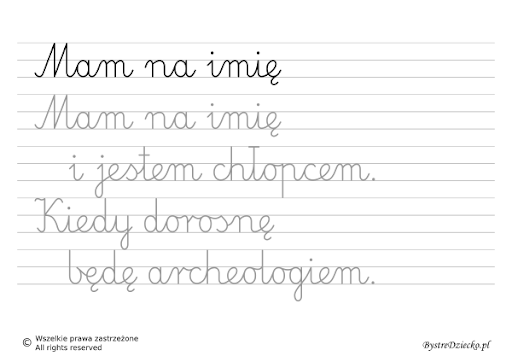 Mam na imię
Mam na imię
i jestem chłopcem.
Kiedy dorosnę
będę archeologiem.
© Wszelkie prawa zastrzeżone
All rights reserved
BystreDziecko.pl